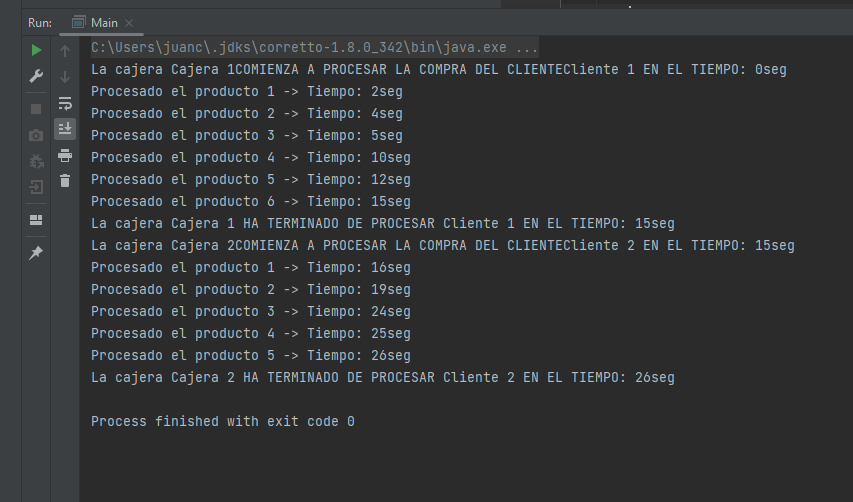 Run: Main
C:\Users\juanc\.jdks\corretto-1.8.0_342\bin\java.exe ...
La cajera Cajera 1COMIENZA A PROCESAR LA COMPRA DEL CLIENTECliente 1 EN EL TIEMPO: 0seg
Procesado el producto 1 -> Tiempo: 2seg
Procesado el producto 2 -> Tiempo: 4seg
Procesado el producto 3 -> Tiempo: 5seg
Procesado el producto 4 -> Tiempo: 10seg
Procesado el producto 5 -> Tiempo: 12seg
Procesado el producto 6 -> Tiempo: 15seg
La cajera Cajera 1 HA TERMINADO DE PROCESAR Cliente 1 EN EL TIEMPO: 15seg
La cajera Cajera 2COMIENZA A PROCESAR LA COMPRA DEL CLIENTECliente 2 EN EL TIEMPO: 15seg
Procesado el producto 1 -> Tiempo: 16seg
Procesado el producto 2 -> Tiempo: 19seg
Procesado el producto 3 -> Tiempo: 24seg
Procesado el producto 4 -> Tiempo: 25seg
Procesado el producto 5 -> Tiempo: 26seg
La cajera Cajera 2 HA TERMINADO DE PROCESAR Cliente 2 EN EL TIEMPO: 26seg
Process finished with exit code 0